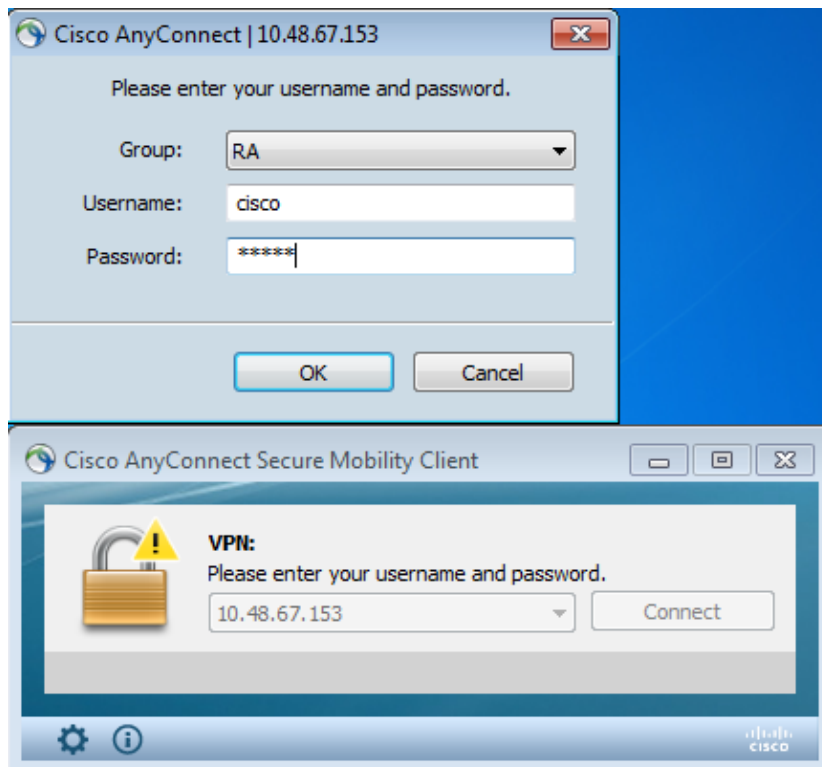 Cisco AnyConnect | 10.48.67.153
Please enter your username and password.
Group: RA
Username: cisco
Password: *****
OK Cancel
Cisco AnyConnect Secure Mobility Client
VPN:
Please enter your username and password.
10.48.67.153 Connect
cisco